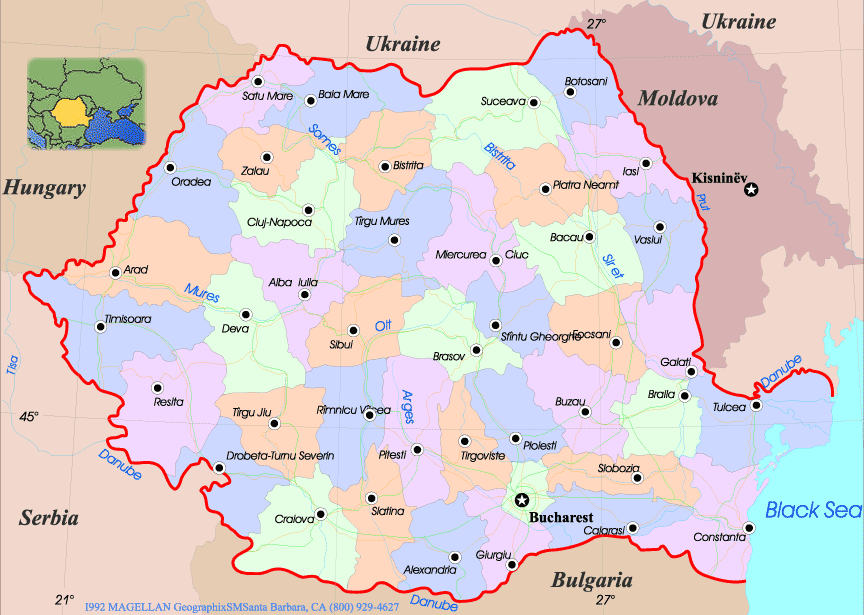 27°
Ukraine
Ukraine
Botosani
Satu Mare
Baia Mare
Suceava
Moldova
Somes
Hungary
Oradea
Zalau
Bistrita
Bistrita
Iasi
Kisninëv
Piatra Neamt
Prut
Cluj-Napoca
Tirgu Mures
Bacau
Vaslui
Miercurea Ciuc
Siret
Arad
Alba Iulia
Mures
Timisoara
Deva
Olt
Sibui
Sfintu Gheorghe
Focsani
Brasov
Tisa
Galati
Danube
Resita
Arges
Braila
Tulcea
45°
Tirgu Jiu
Rîmnicu Vilcea
Buzau
Ploiesti
Drobeta-Turnu Severin
Pitesti
Tirgoviste
Danube
Slobozia
Serbia
Craiova
Slatina
Bucharest
Black Sea
Calarasi
Constanta
Alexandria
Giurgiu
Bulgaria
21°
27°
1992 MAGELLAN GeographixSMSanta Barbara, CA (800) 929-4627
Danube